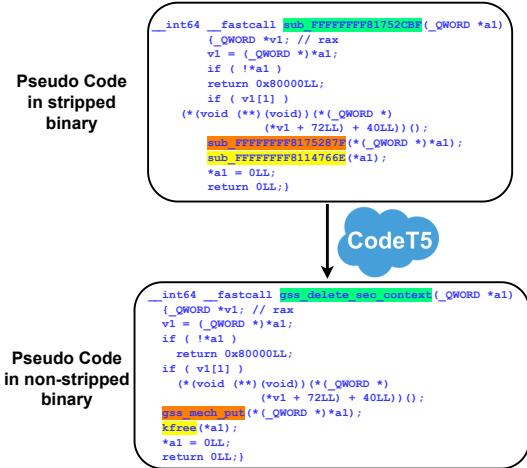 __int64 __fastcall sub_FFFFFFFF81752CBF(_QWORD *a1)
{_QWORD *v1; // rax
v1 = (_QWORD *)*a1;
if ( !*a1 )
return 0x80000LL;
if ( v1[1] )
(*(void (**)(void))(*(_QWORD *)
(*v1 + 72LL) + 40LL))();
sub_FFFFFFFF8175287F(*(_QWORD *)*a1);
sub_FFFFFFFF8114766E(*a1);
*a1 = 0LL;
return 0LL;}
Pseudo Code
in stripped
binary
CodeT5
__int64 __fastcall gss_delete_sec_context(_QWORD *a1)
{_QWORD *v1; // rax
v1 = (_QWORD *)*a1;
if ( !*a1 )
return 0x80000LL;
if ( v1[1] )
(*(void (**)(void))(*(_QWORD *)
(*v1 + 72LL) + 40LL))();
gss_mech_put(*(_QWORD *)*a1);
kfree(*a1);
*a1 = 0LL;
return 0LL;}
Pseudo Code
in non-stripped
binary